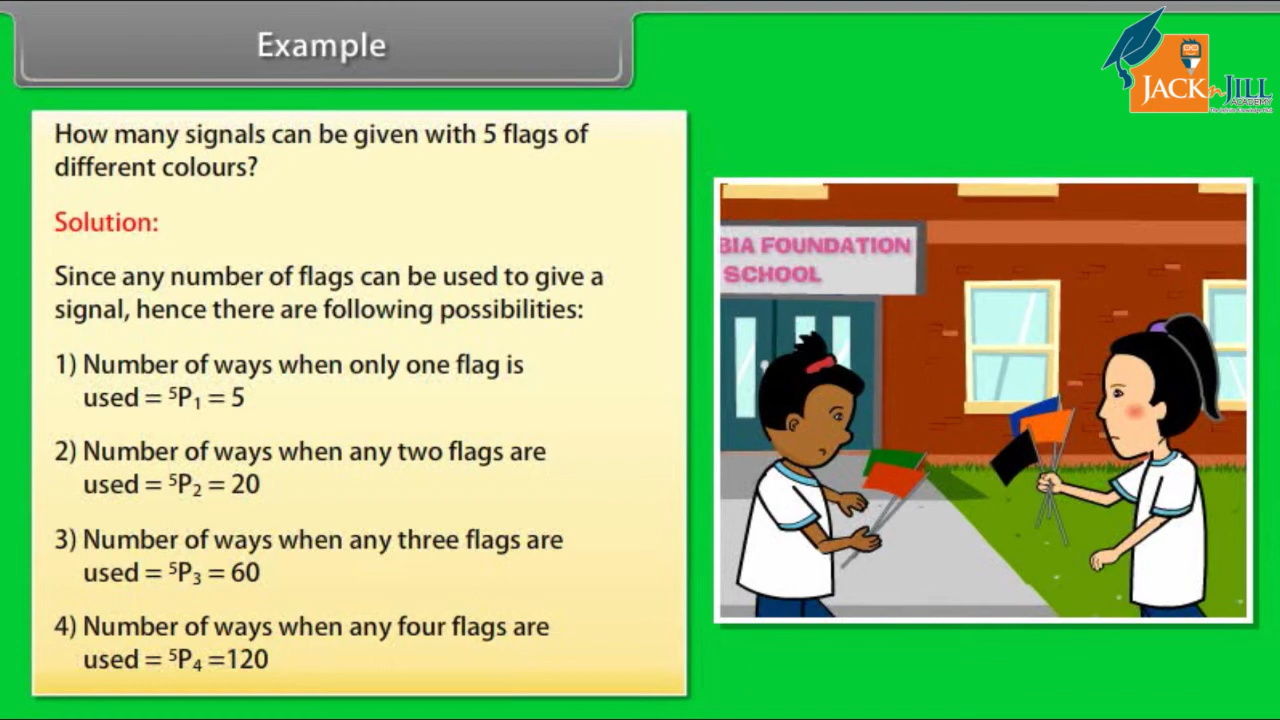 Example
JACK n JILL
ACADEMY
How many signals can be given with 5 flags of
different colours?
Solution:
Since any number of flags can be used to give a
signal, hence there are following possibilities:
1) Number of ways when only one flag is
used = ⁵P₁ = 5
2) Number of ways when any two flags are
used = ⁵P₂ = 20
3) Number of ways when any three flags are
used = ⁵P₃ = 60
4) Number of ways when any four flags are
used = ⁵P₄ =120
BIA FOUNDATION
SCHOOL